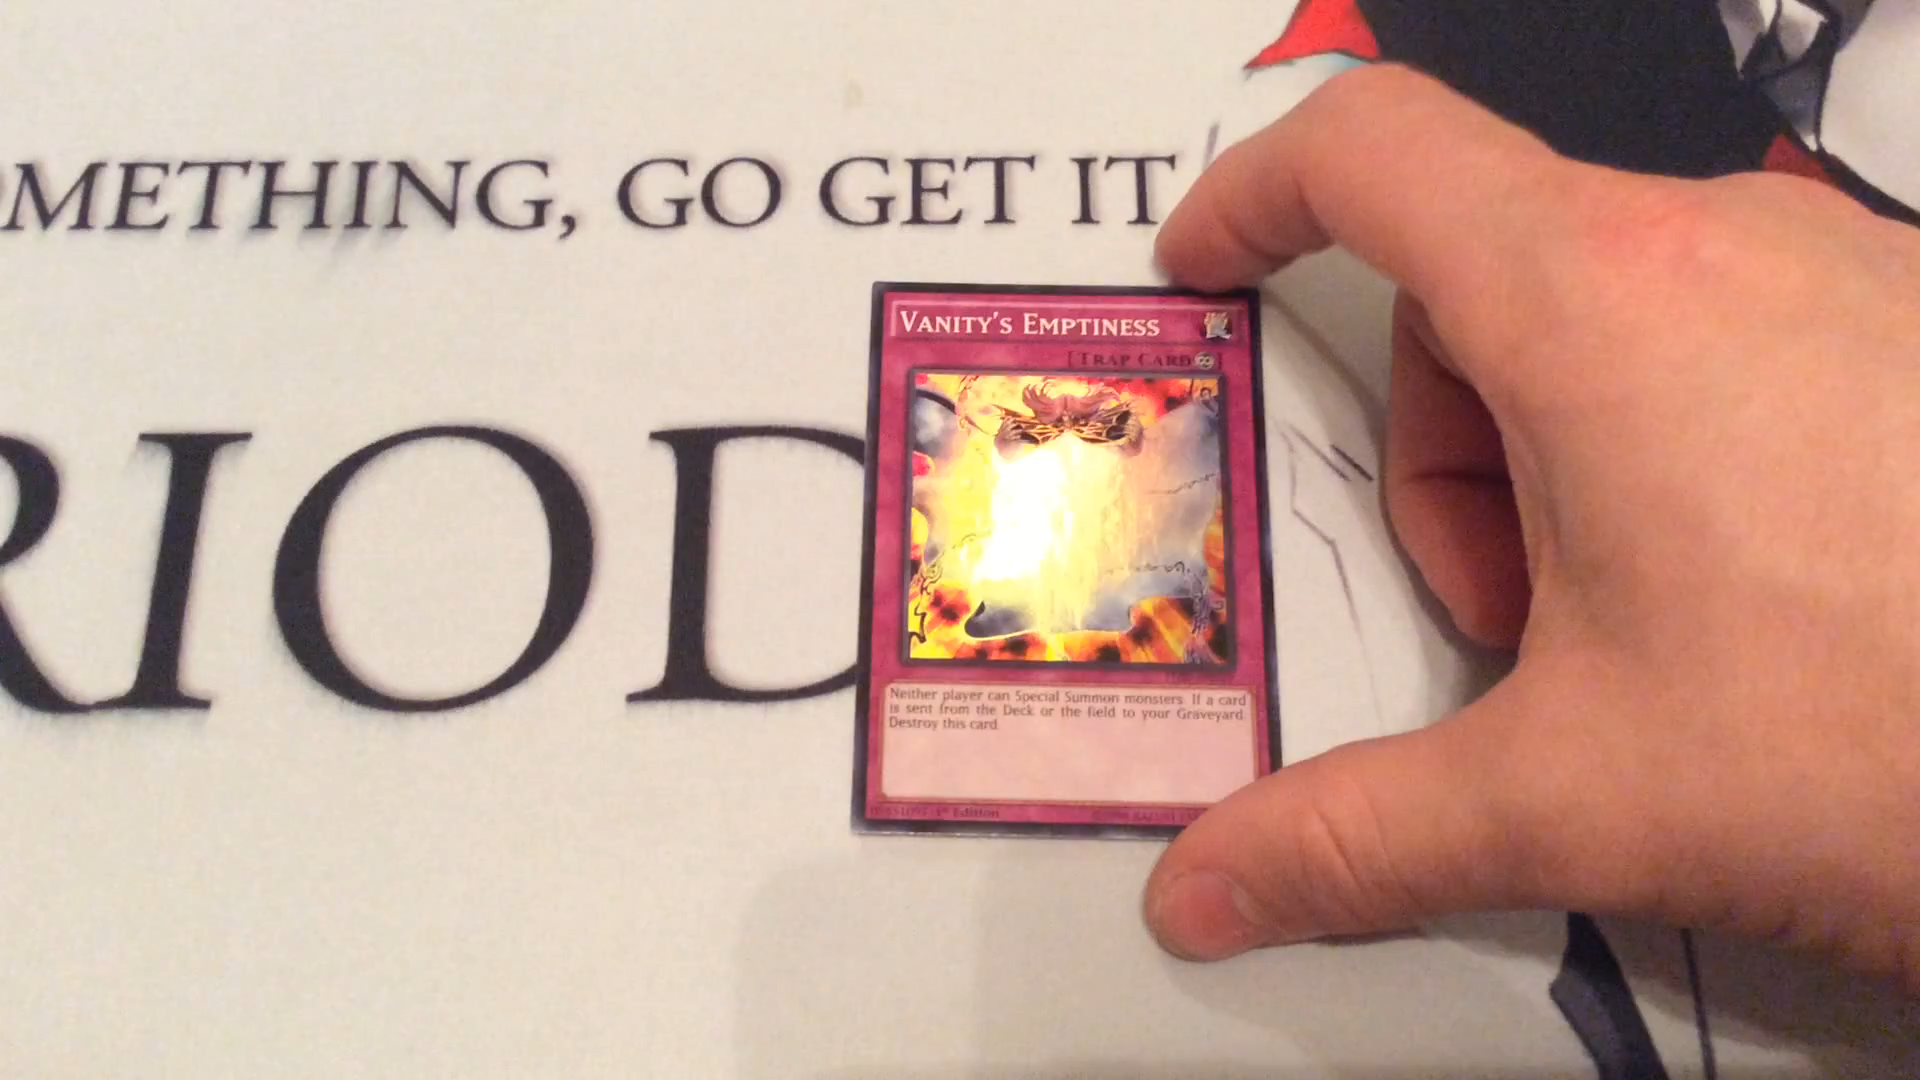 OMETHING, GO GET IT
RIOD
VANITY'S EMPTINESS
[TRAP CARD]
Neither player can Special Summon monsters. If a card
is sent from the Deck or the field to your Graveyard:
Destroy this card.
1st Edition